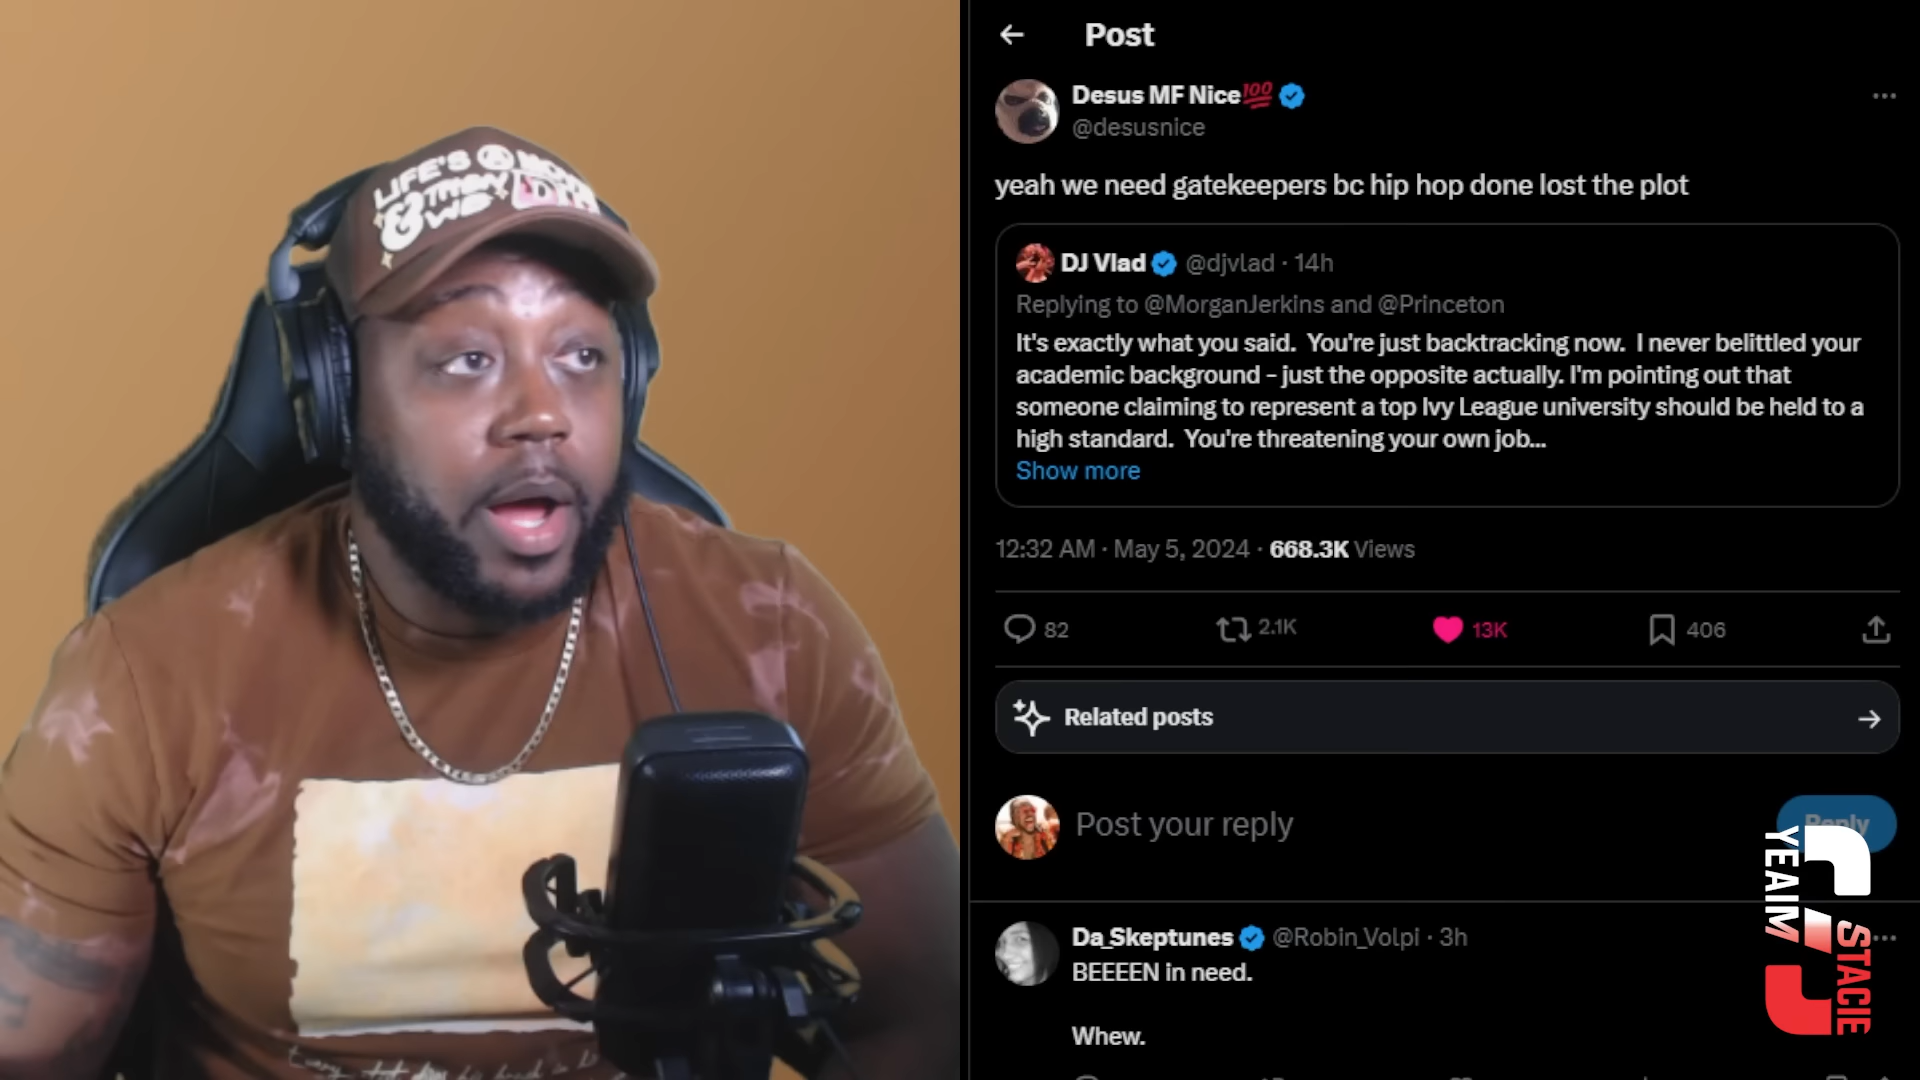 LIFE'S
& THEN
WE
Post
Desus MF Nice💯
@desusnice
yeah we need gatekeepers bc hip hop done lost the plot
DJ Vlad @djvlad · 14h
Replying to @MorganJerkins and @Princeton
It's exactly what you said. You're just backtracking now. I never belittled your
academic background – just the opposite actually. I'm pointing out that
someone claiming to represent a top Ivy League university should be held to a
high standard. You're threatening your own job...
Show more
12:32 AM · May 5, 2024 · 668.3K Views
82 2.1K 13K 406
Related posts
Post your reply
Reply
Da_Skeptunes @Robin_Volpi · 3h
BEEEEN in need.
Whew.
YEAIM
STACIE